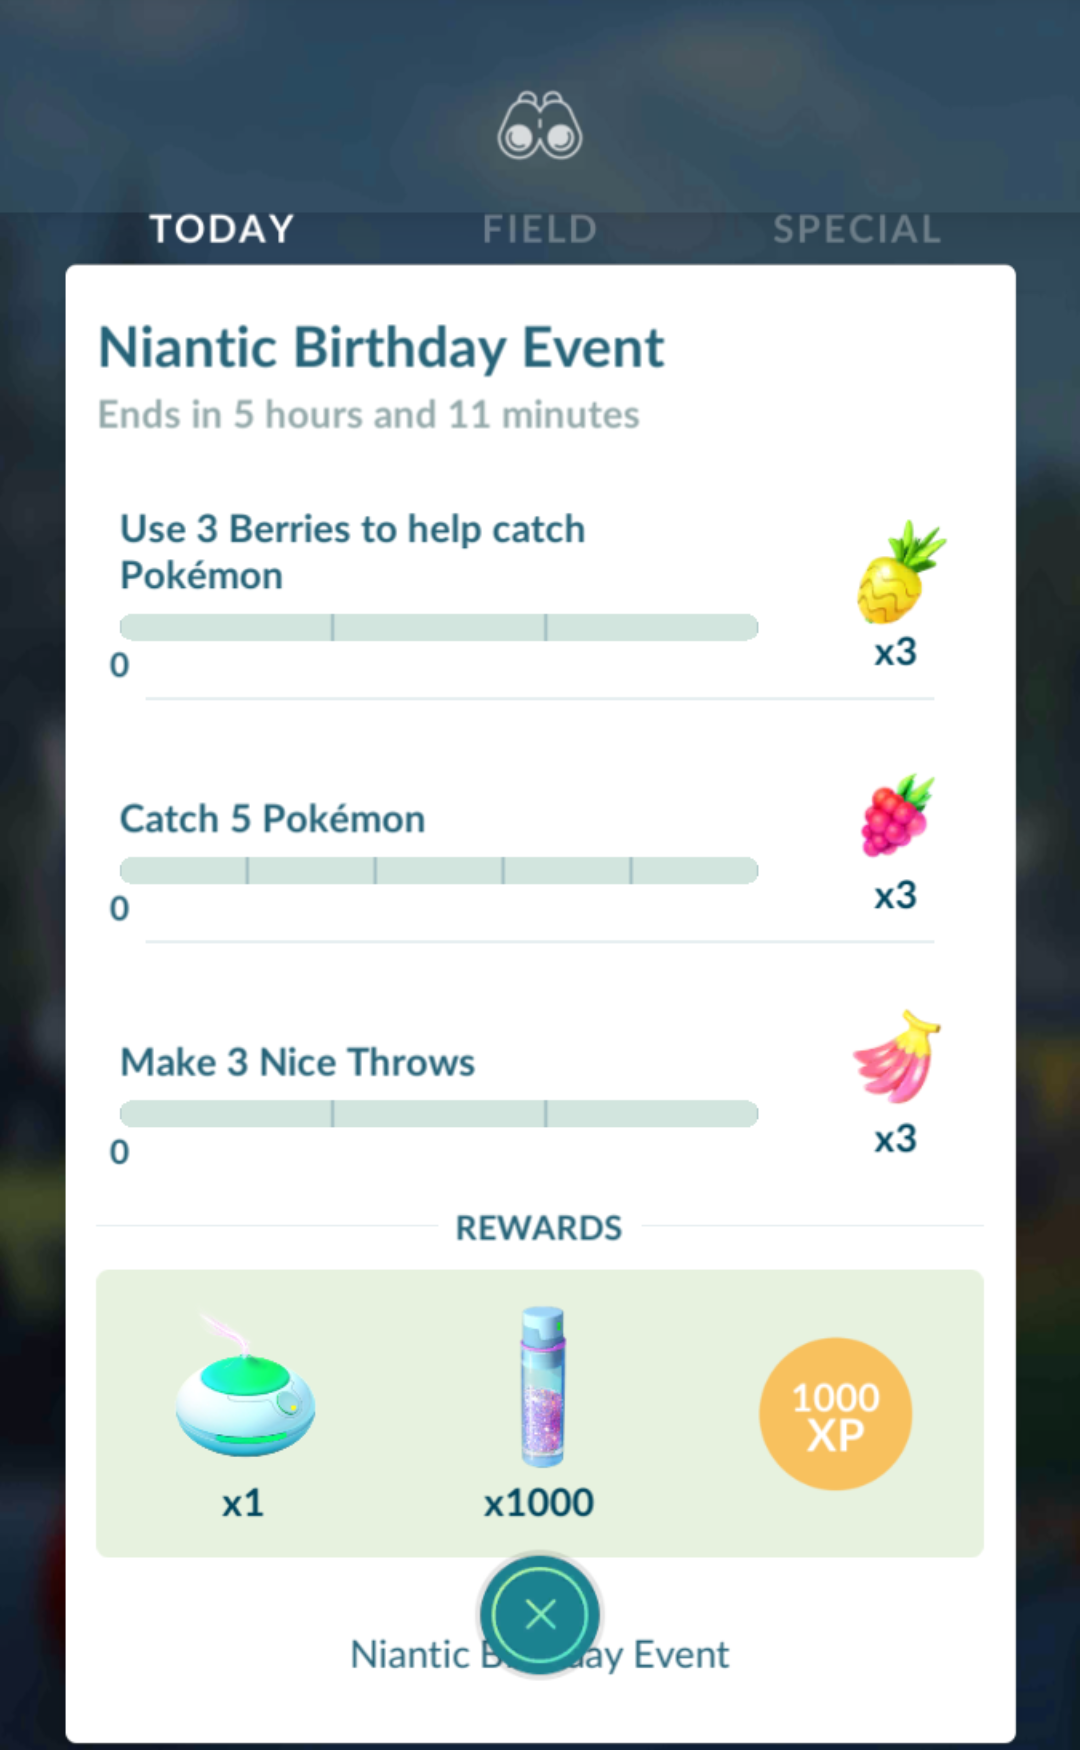 TODAY FIELD SPECIAL
Niantic Birthday Event
Ends in 5 hours and 11 minutes
Use 3 Berries to help catch
Pokémon
x3
0
Catch 5 Pokémon
x3
0
Make 3 Nice Throws
x3
0
REWARDS
1000
XP
x1 x1000
Niantic Event